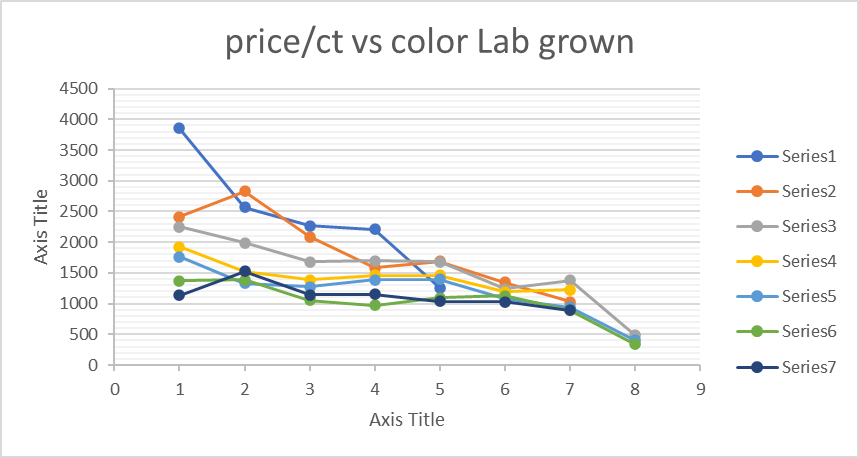 price/ct vs color Lab grown
4500
4000
3500
3000
2500
2000
1500
1000
500
0
Axis Title
0 1 2 3 4 5 6 7 8 9
Axis Title
Series1
Series2
Series3
Series4
Series5
Series6
Series7